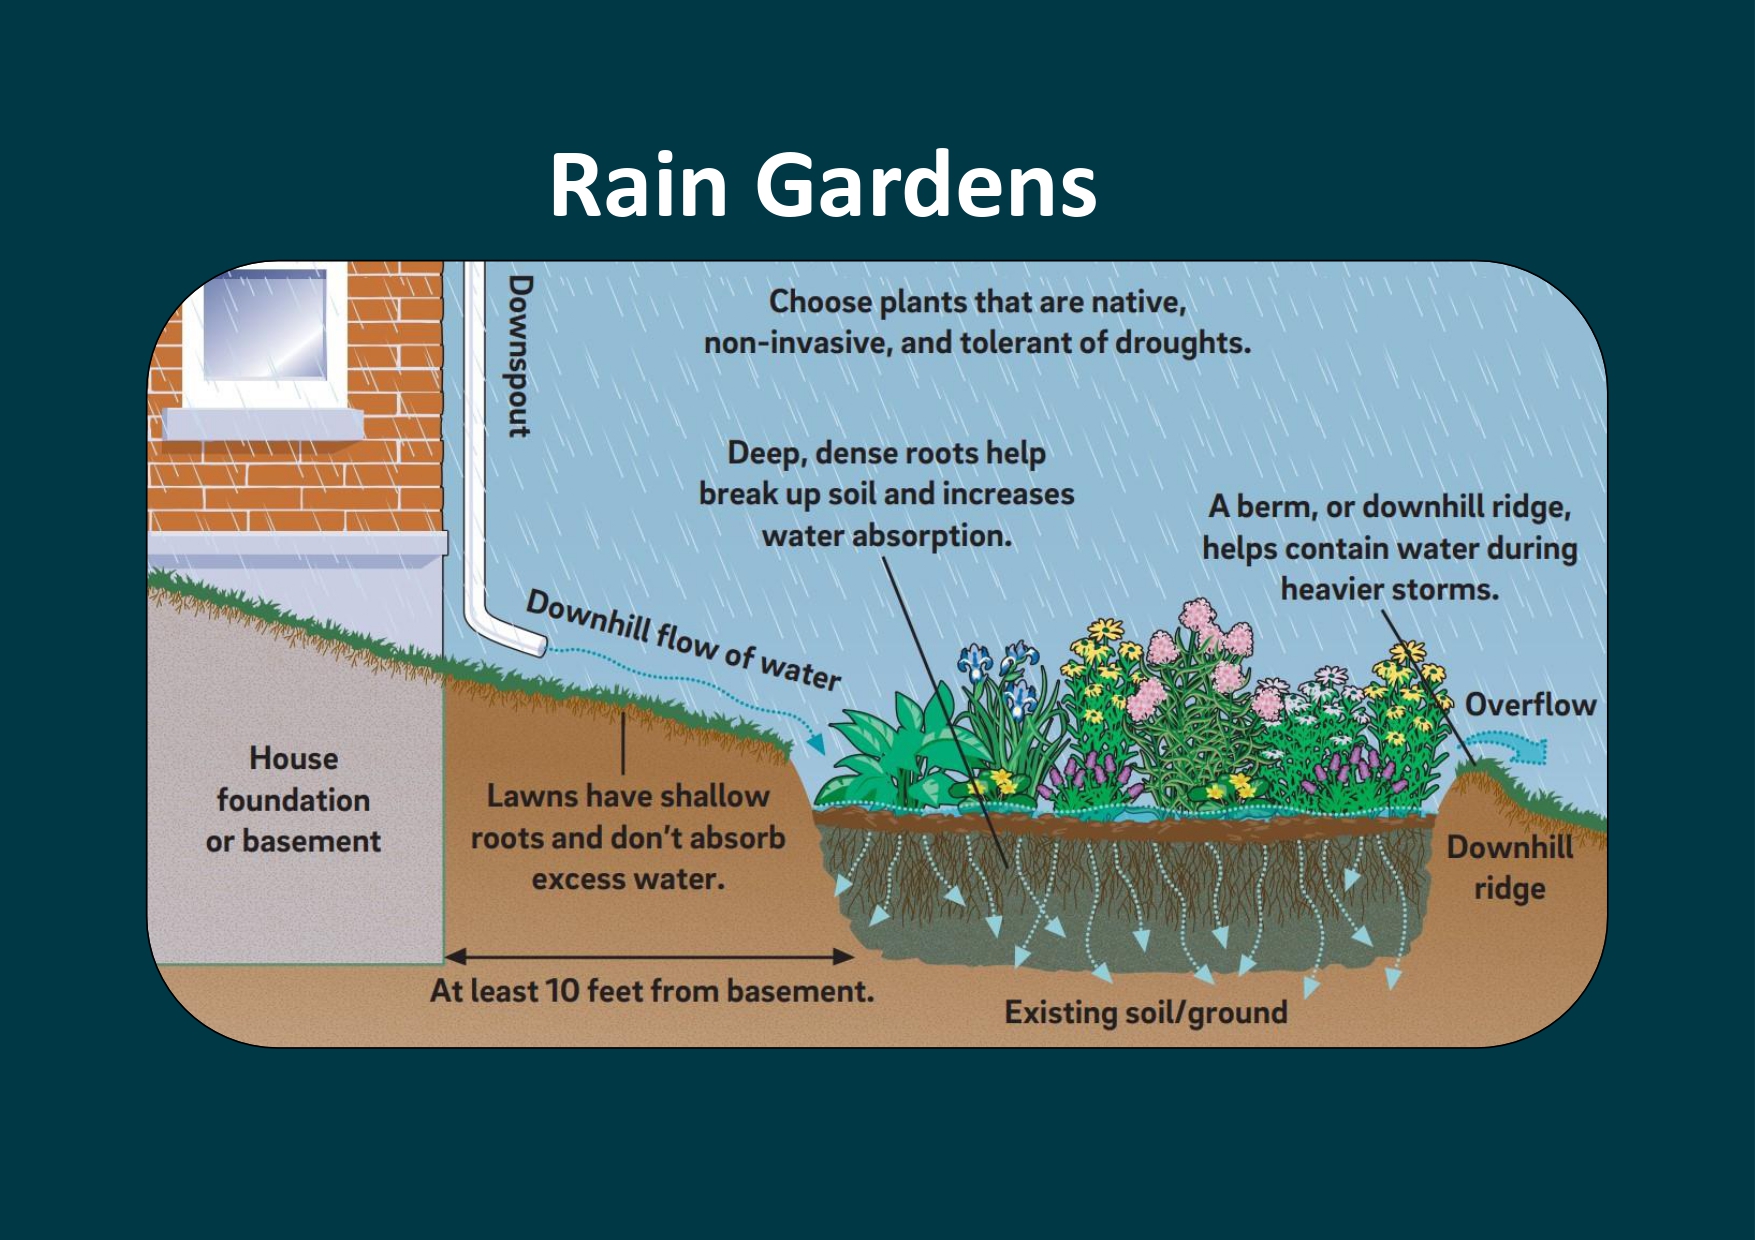 Rain Gardens
Downspout
Choose plants that are native,
non-invasive, and tolerant of droughts.
Deep, dense roots help
break up soil and increases
water absorption.
A berm, or downhill ridge,
helps contain water during
heavier storms.
Downhill flow of water
Overflow
House
foundation
or basement
Lawns have shallow
roots and don't absorb
excess water.
Downhill
ridge
At least 10 feet from basement.
Existing soil/ground